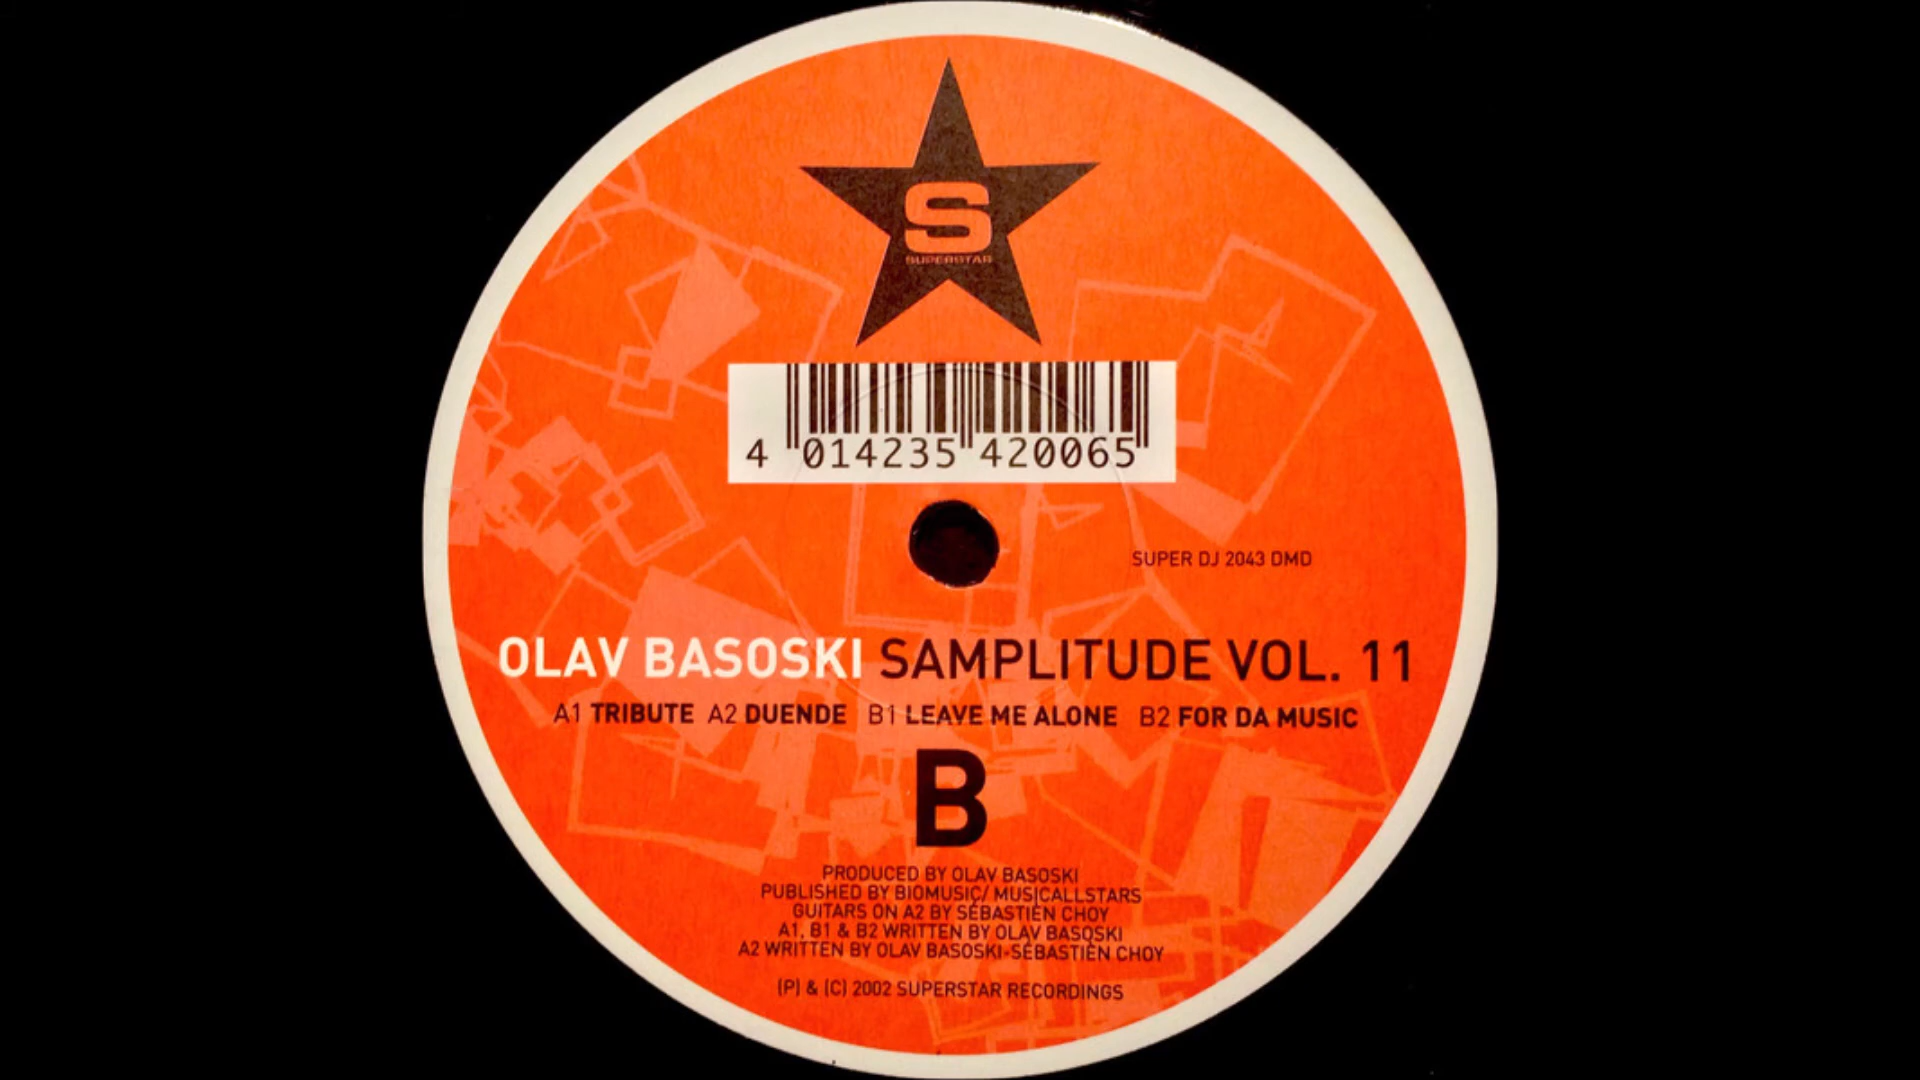 S
SUPERSTAR
4 014235 420065
SUPER DJ 2043 DMD
OLAV BASOSKI SAMPLITUDE VOL. 11
A1 TRIBUTE A2 DUENDE B1 LEAVE ME ALONE B2 FOR DA MUSIC
B
PRODUCED BY OLAV BASOSKI
PUBLISHED BY BIOMUSIC/ MUSICALLSTARS
GUITARS ON A2 BY SÉBASTIÈN CHOY
A1, B1 & B2 WRITTEN BY OLAV BASOSKI
A2 WRITTEN BY OLAV BASOSKI-SÉBASTIÈN CHOY
(P) & (C) 2002 SUPERSTAR RECORDINGS